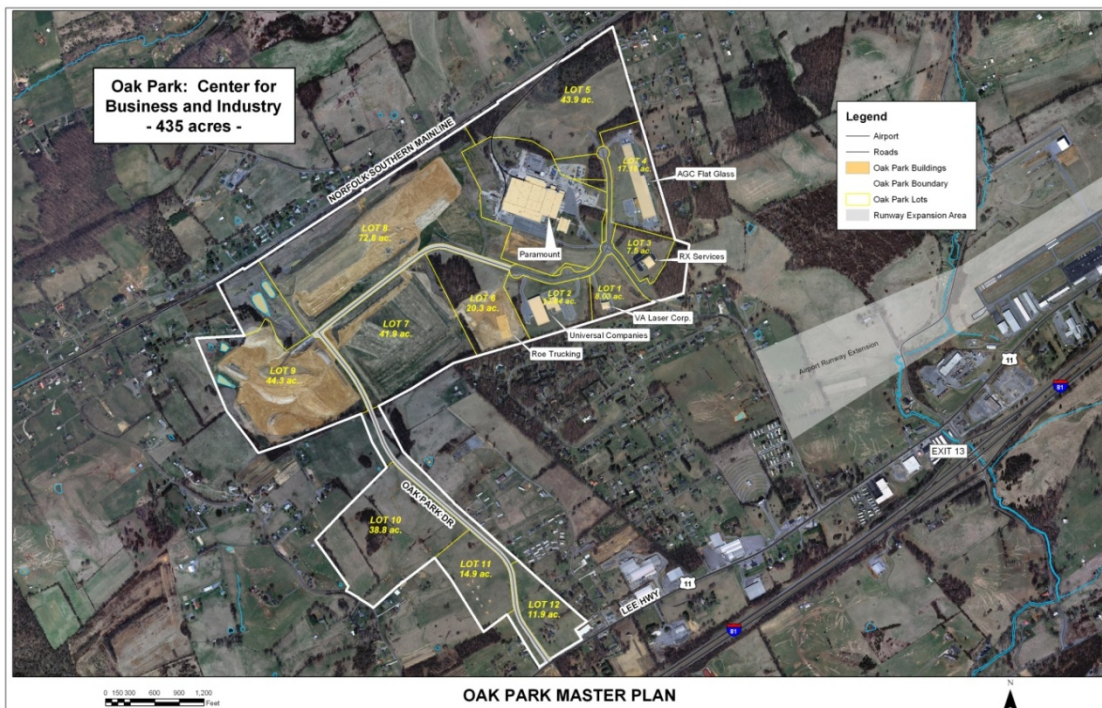 Oak Park: Center for
Business and Industry
- 435 acres -
NORFOLK SOUTHERN MAINLINE
LOT 5
43.9 ac.
Legend
Airport
Roads
Oak Park Buildings
Oak Park Boundary
Oak Park Lots
Runway Expansion Area
LOT 4
AGC Flat Glass
LOT 8
72.8 ac.
LOT 3
7.5 ac.
Paramount
RX Services
LOT 6
20.3 ac.
LOT 2
LOT 1
8.03 ac.
VA Laser Corp.
Universal Companies
LOT 7
41.9 ac.
Roe Trucking
Airport Runway Extension
11
81
LOT 9
44.3 ac.
EXIT 13
OAK PARK DR
LOT 10
38.8 ac.
LOT 11
14.9 ac.
LOT 12
11.9 ac.
LEE HWY
11
81
0 150 300 600 900 1,200
Feet
OAK PARK MASTER PLAN
N